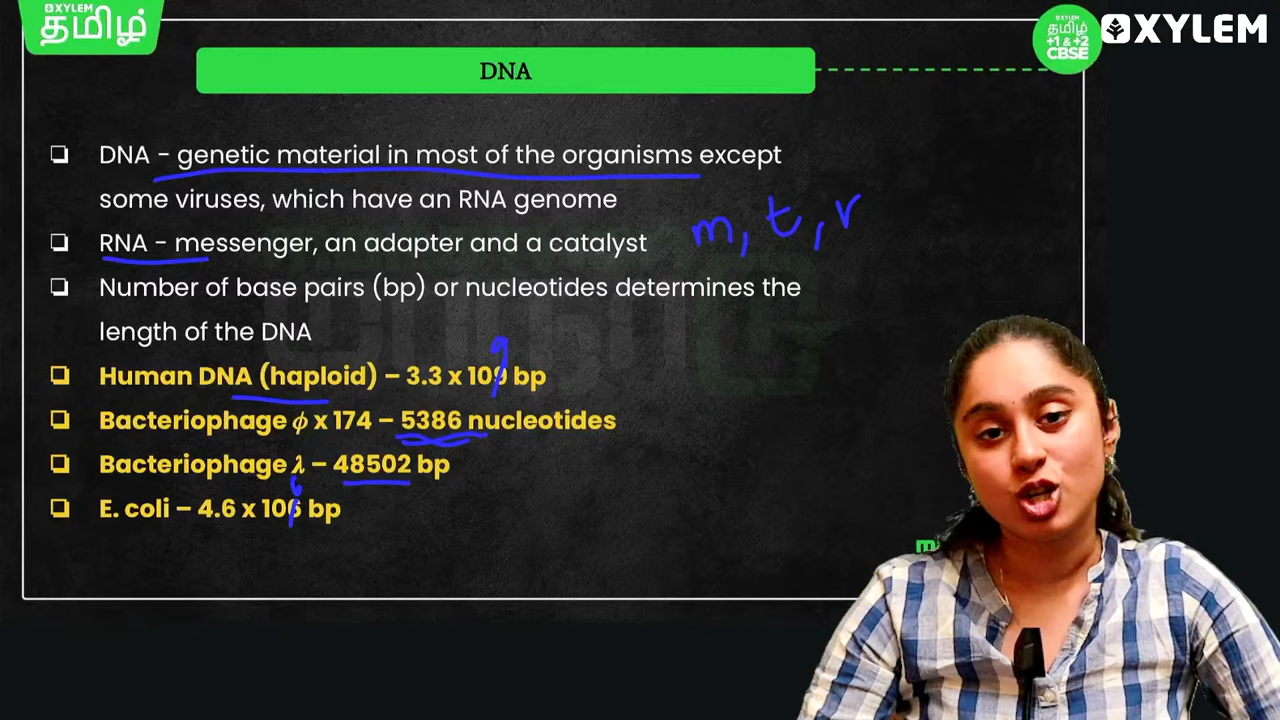 XYLEM
தமிழ்
XYLEM
தமிழ்
+1 & +2
CBSE
XYLEM
DNA
❑ DNA - genetic material in most of the organisms except
some viruses, which have an RNA genome
❑ RNA - messenger, an adapter and a catalyst
m, t, r
❑ Number of base pairs (bp) or nucleotides determines the
length of the DNA
9
❑ Human DNA (haploid) – 3.3 x 109 bp
❑ Bacteriophage ϕ x 174 – 5386 nucleotides
❑ Bacteriophage λ – 48502 bp
6
❑ E. coli – 4.6 x 106 bp